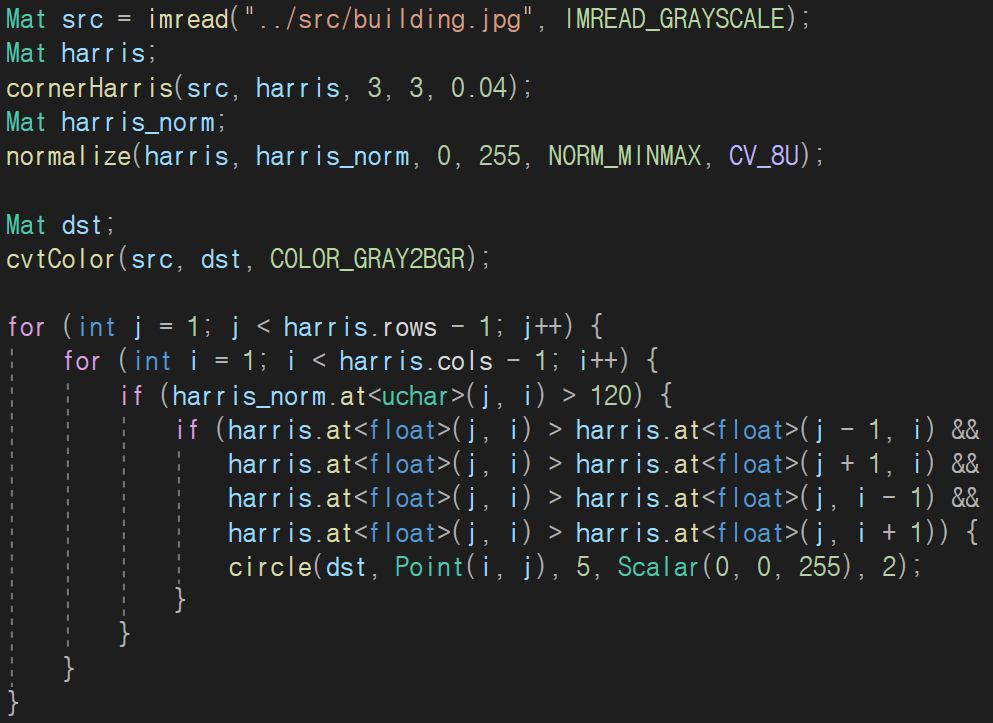 Mat src = imread("../src/building.jpg", IMREAD_GRAYSCALE);
Mat harris;
cornerHarris(src, harris, 3, 3, 0.04);
Mat harris_norm;
normalize(harris, harris_norm, 0, 255, NORM_MINMAX, CV_8U);

Mat dst;
cvtColor(src, dst, COLOR_GRAY2BGR);

for (int j = 1; j < harris.rows - 1; j++) {
    for (int i = 1; i < harris.cols - 1; i++) {
        if (harris_norm.at<uchar>(j, i) > 120) {
            if (harris.at<float>(j, i) > harris.at<float>(j - 1, i) &&
                harris.at<float>(j, i) > harris.at<float>(j + 1, i) &&
                harris.at<float>(j, i) > harris.at<float>(j, i - 1) &&
                harris.at<float>(j, i) > harris.at<float>(j, i + 1)) {
                circle(dst, Point(i, j), 5, Scalar(0, 0, 255), 2);
            }
        }
    }
}